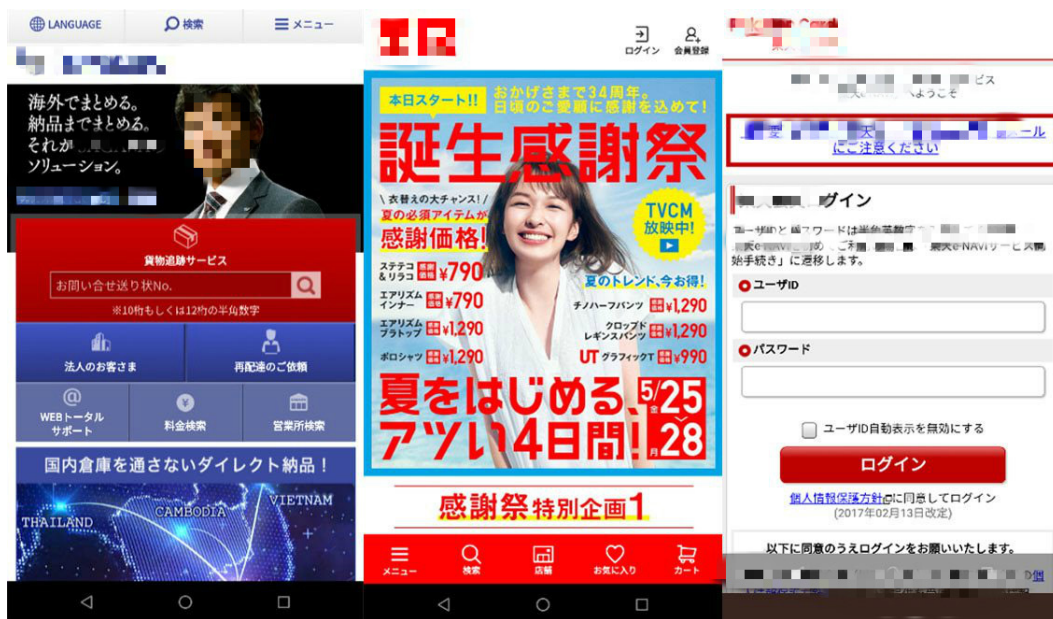 LANGUAGE
検索
メニュー
海外でまとめる。
納品までまとめる。
それが
ソリューション。
貨物追跡サービス
お問い合せ送り状No.
※10桁もしくは12桁の半角数字
法人のお客さま
再配達のご依頼
WEBトータル
サポート
料金検索
営業所検索
国内倉庫を通さないダイレクト納品！
THAILAND
CAMBODIA
VIETNAM
ログイン
会員登録
本日スタート!!
おかげさまで34周年。
日頃のご愛顧に感謝を込めて！
誕生感謝祭
\ 衣替えの大チャンス! /
夏の必須アイテムが
感謝価格!
TVCM
放映中!
ステテコ
&リラコ
¥790
夏のトレンド、今お得!
エアリズム
インナー
¥790
チノハーフパンツ
¥1,290
エアリズム
ブラトップ
¥1,290
クロップド
レギンスパンツ
¥1,290
ポロシャツ
¥1,290
UT グラフィックT
¥990
夏をはじめる、
アツい4日間!
5/25
金
28
月
感謝祭特別企画1
メニュー
検索
店舗
お気に入り
カート
ビス
へようこそ
ール
にご注意ください
グイン
始手続き」に遷移します。
ユーザID
パスワード
ユーザID自動表示を無効にする
ログイン
個人情報保護方針に同意してログイン
(2017年02月13日改定)
以下に同意のうえログインをお願いいたします。